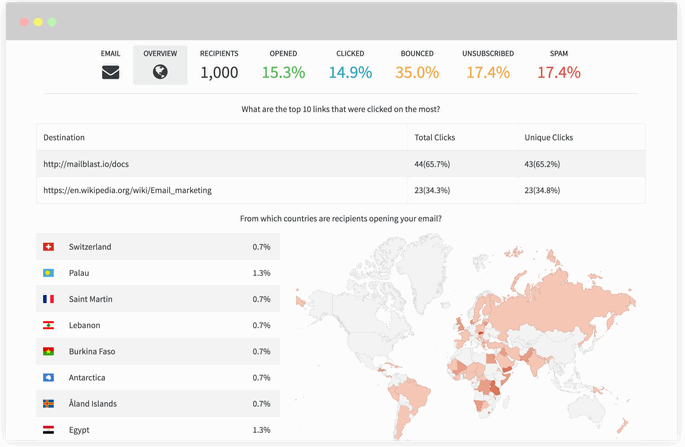 EMAIL OVERVIEW RECIPIENTS OPENED CLICKED BOUNCED UNSUBSCRIBED SPAM
1,000 15.3% 14.9% 35.0% 17.4% 17.4%
What are the top 10 links that were clicked on the most?
Destination Total Clicks Unique Clicks
http://mailblast.io/docs 44(65.7%) 43(65.2%)
https://en.wikipedia.org/wiki/Email_marketing 23(34.3%) 23(34.8%)
From which countries are recipients opening your email?
Switzerland 0.7%
Palau 1.3%
Saint Martin 0.7%
Lebanon 0.7%
Burkina Faso 0.7%
Antarctica 0.7%
Åland Islands 0.7%
Egypt 1.3%